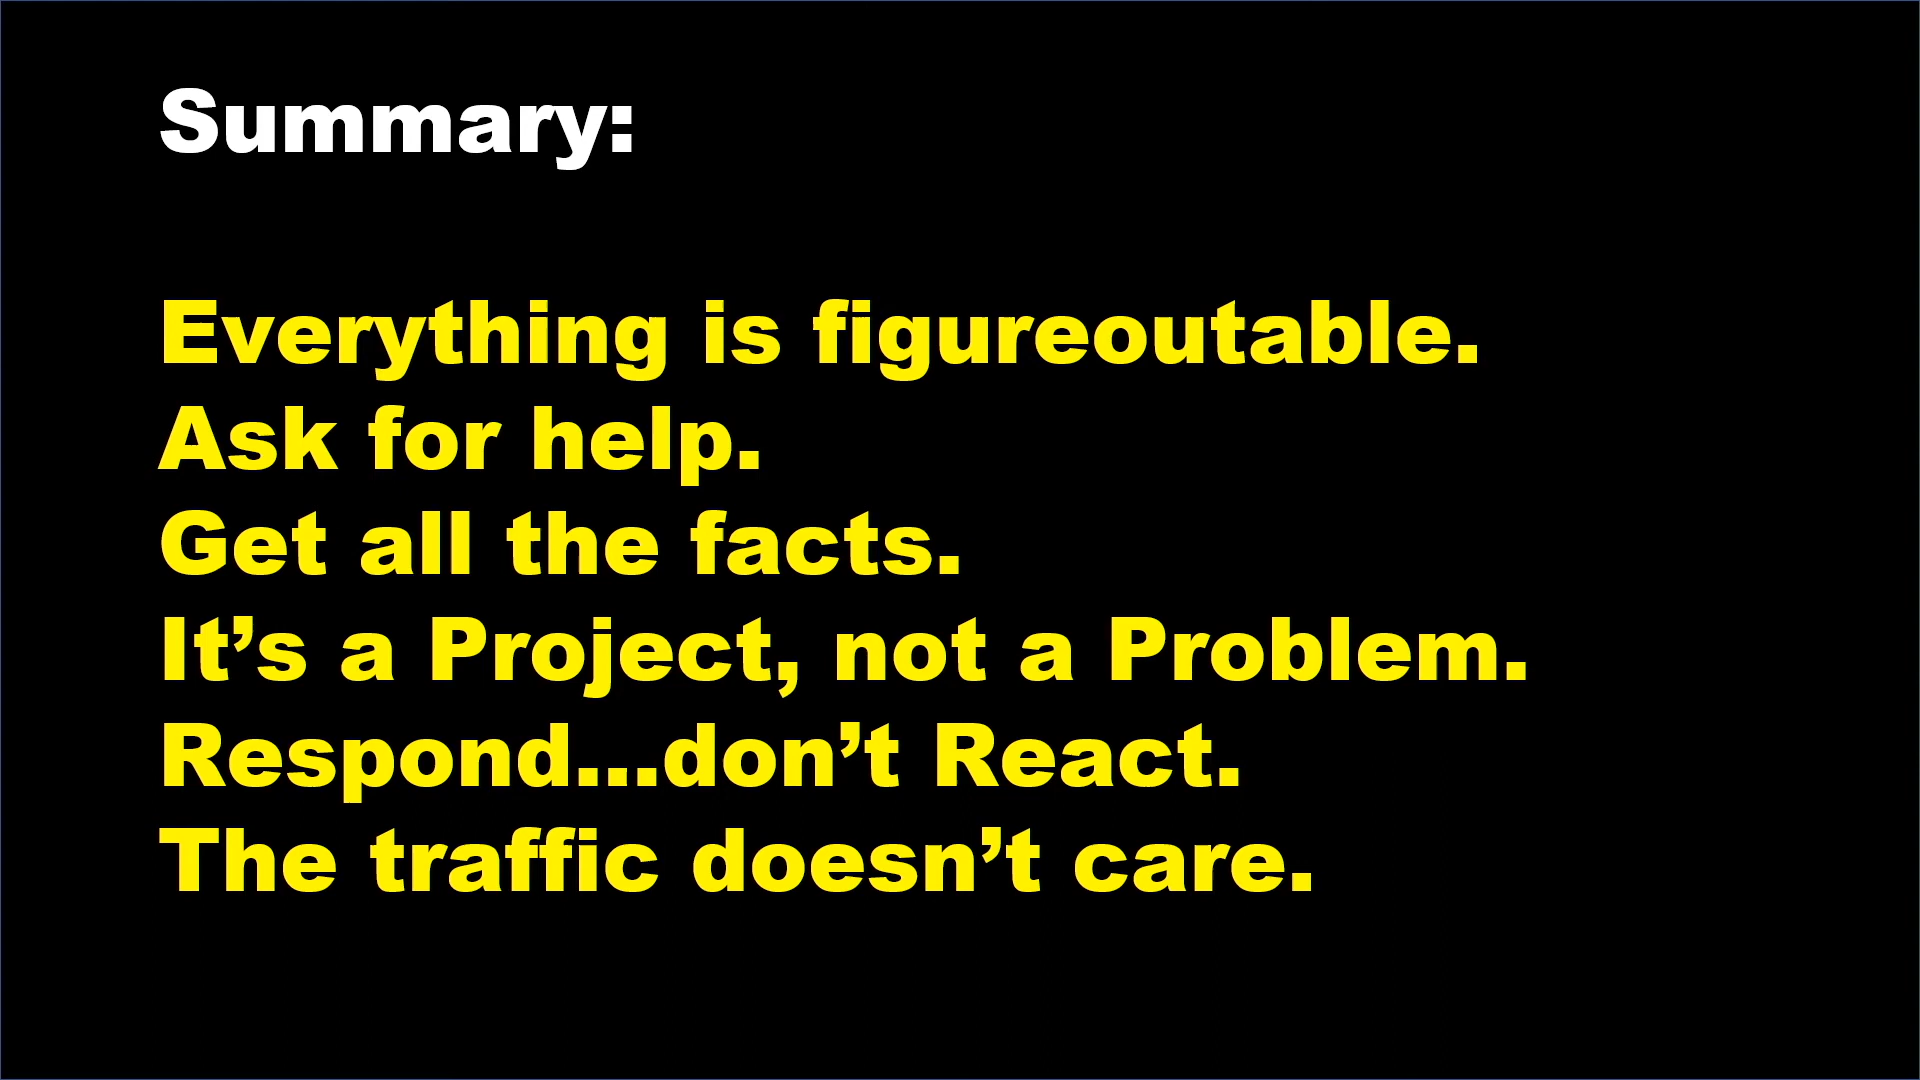 Summary:
Everything is figureoutable.
Ask for help.
Get all the facts.
It’s a Project, not a Problem.
Respond…don’t React.
The traffic doesn’t care.